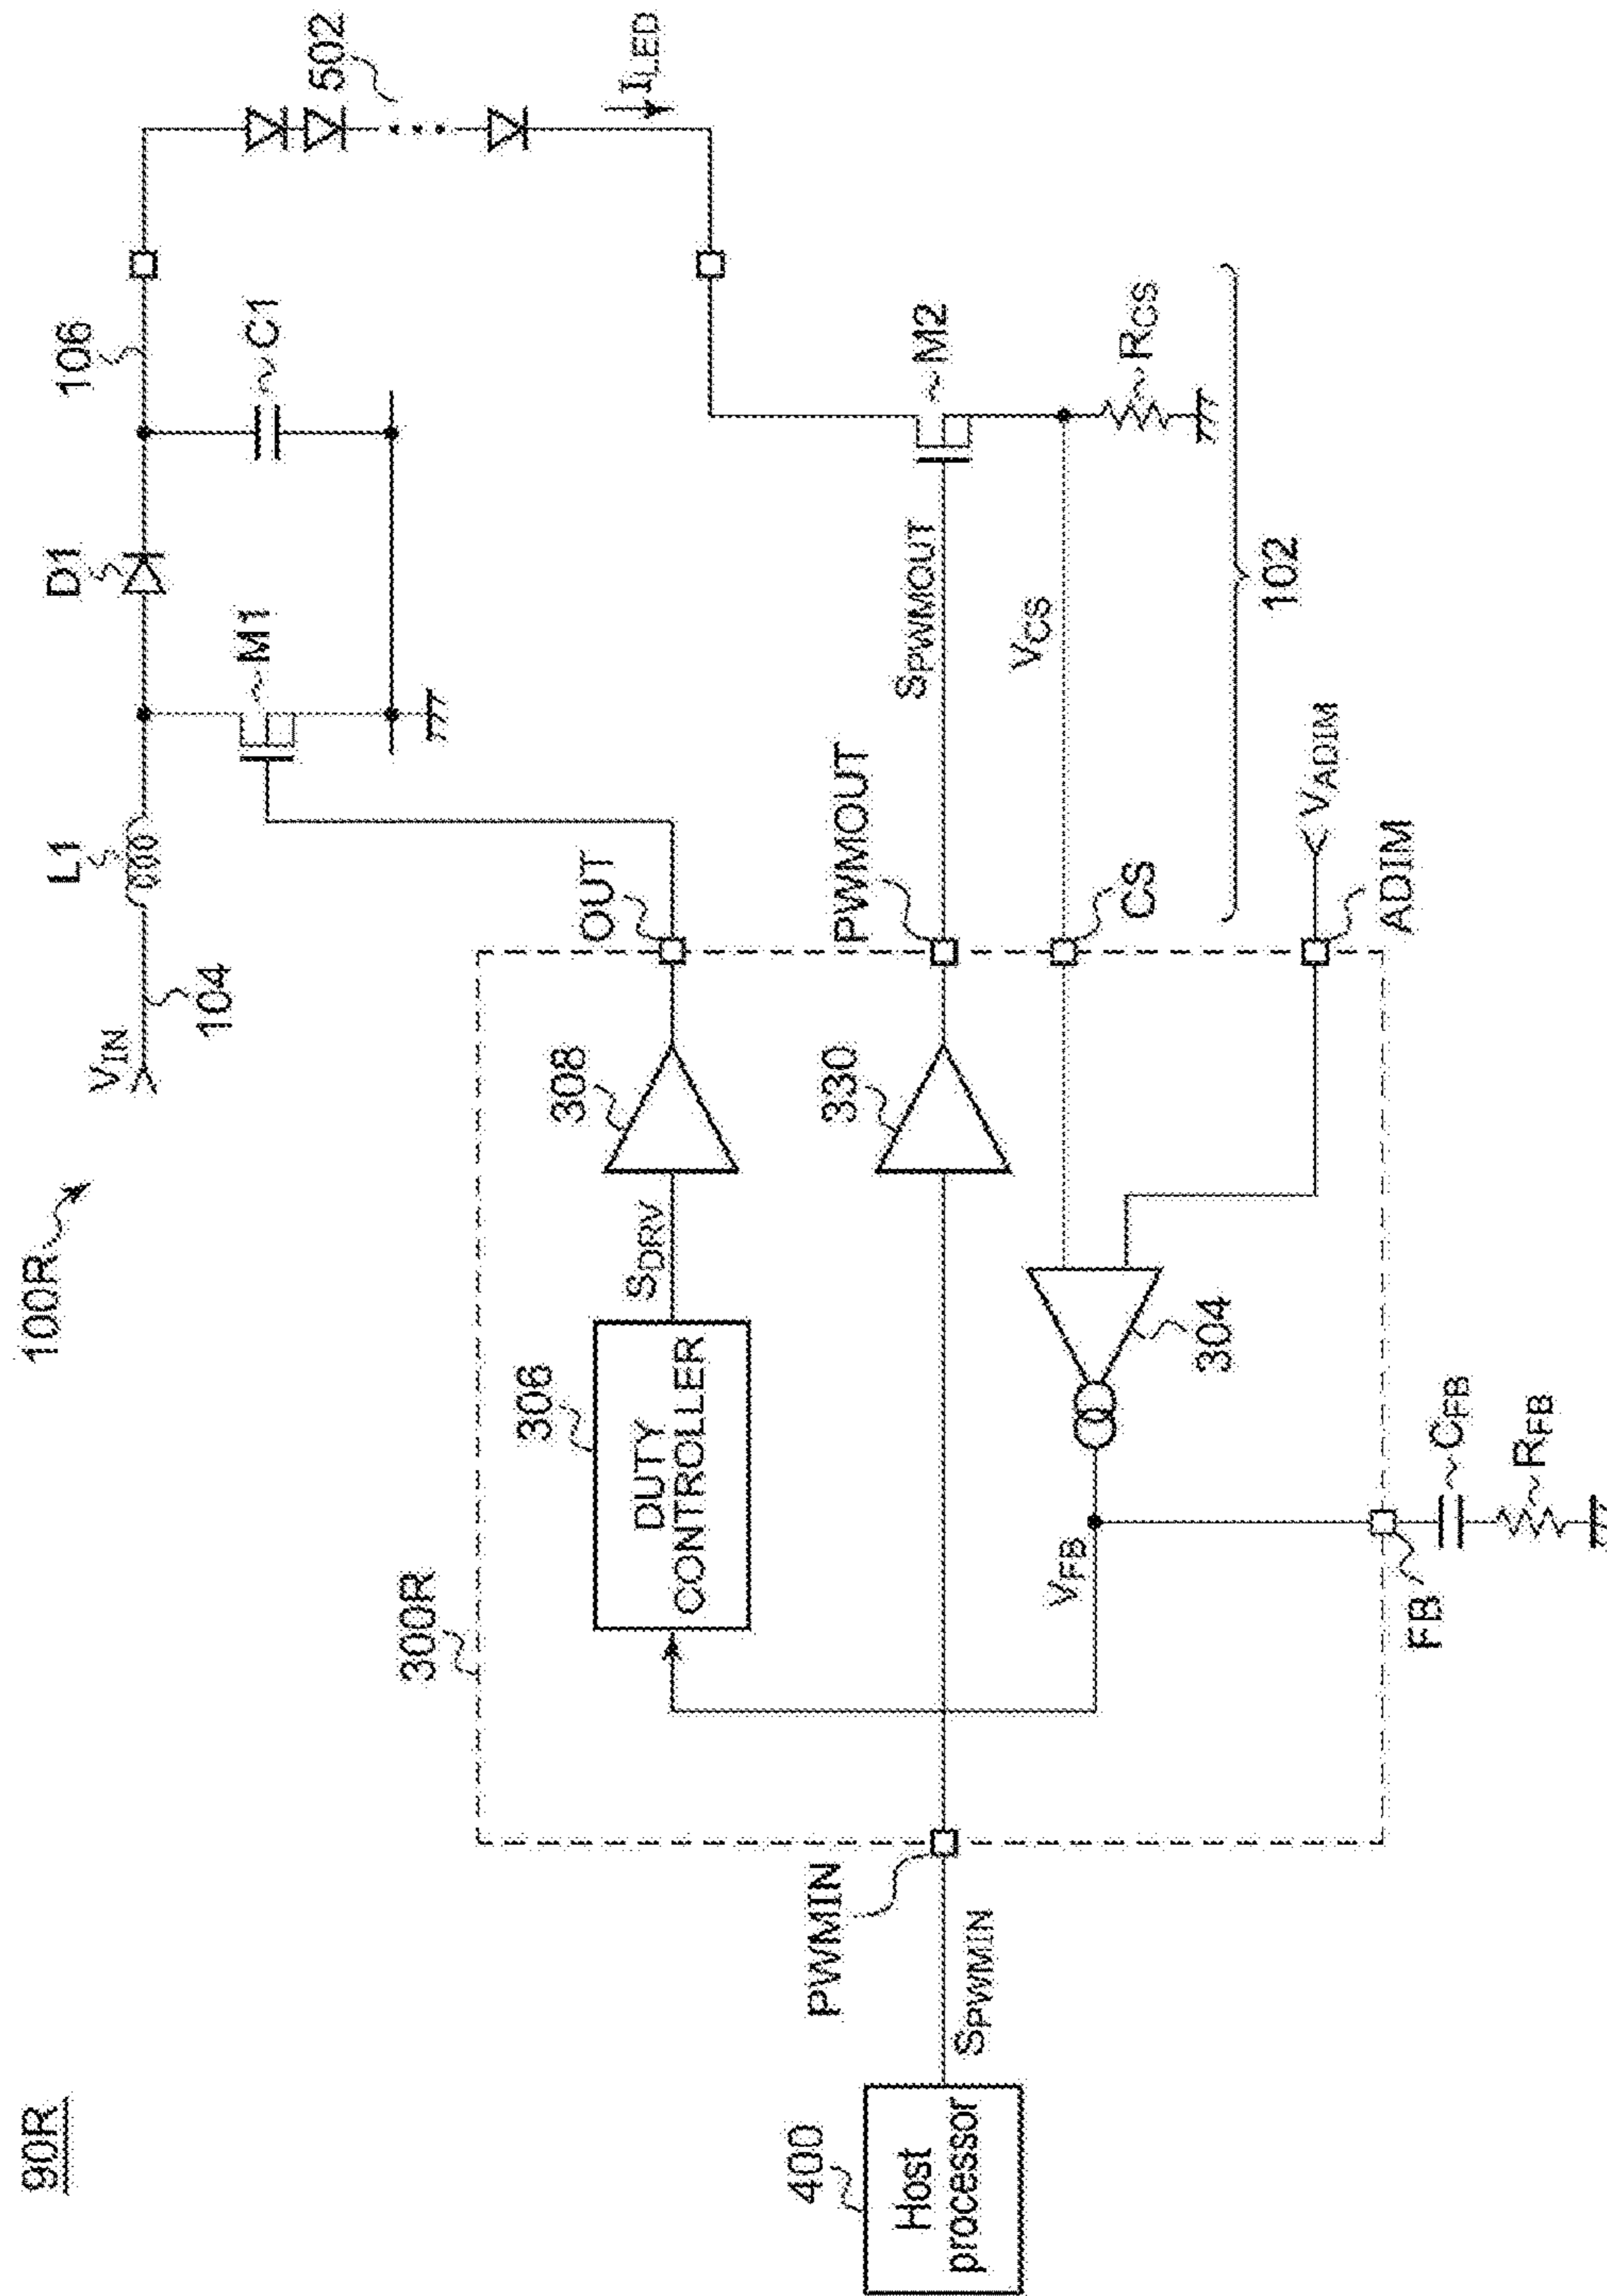 90R
100R
VIN
104
L1
D1
M1
106
C1
502
ILED
300R
306
DUTY
CONTROLLER
SDRV
308
OUT
400
Host
processor
SPWMIN
PWMIN
330
PWMOUT
SPWMOUT
M2
VCS
CS
RCS
102
304
VFB
FB
CFB
RFB
ADIM
VADIM